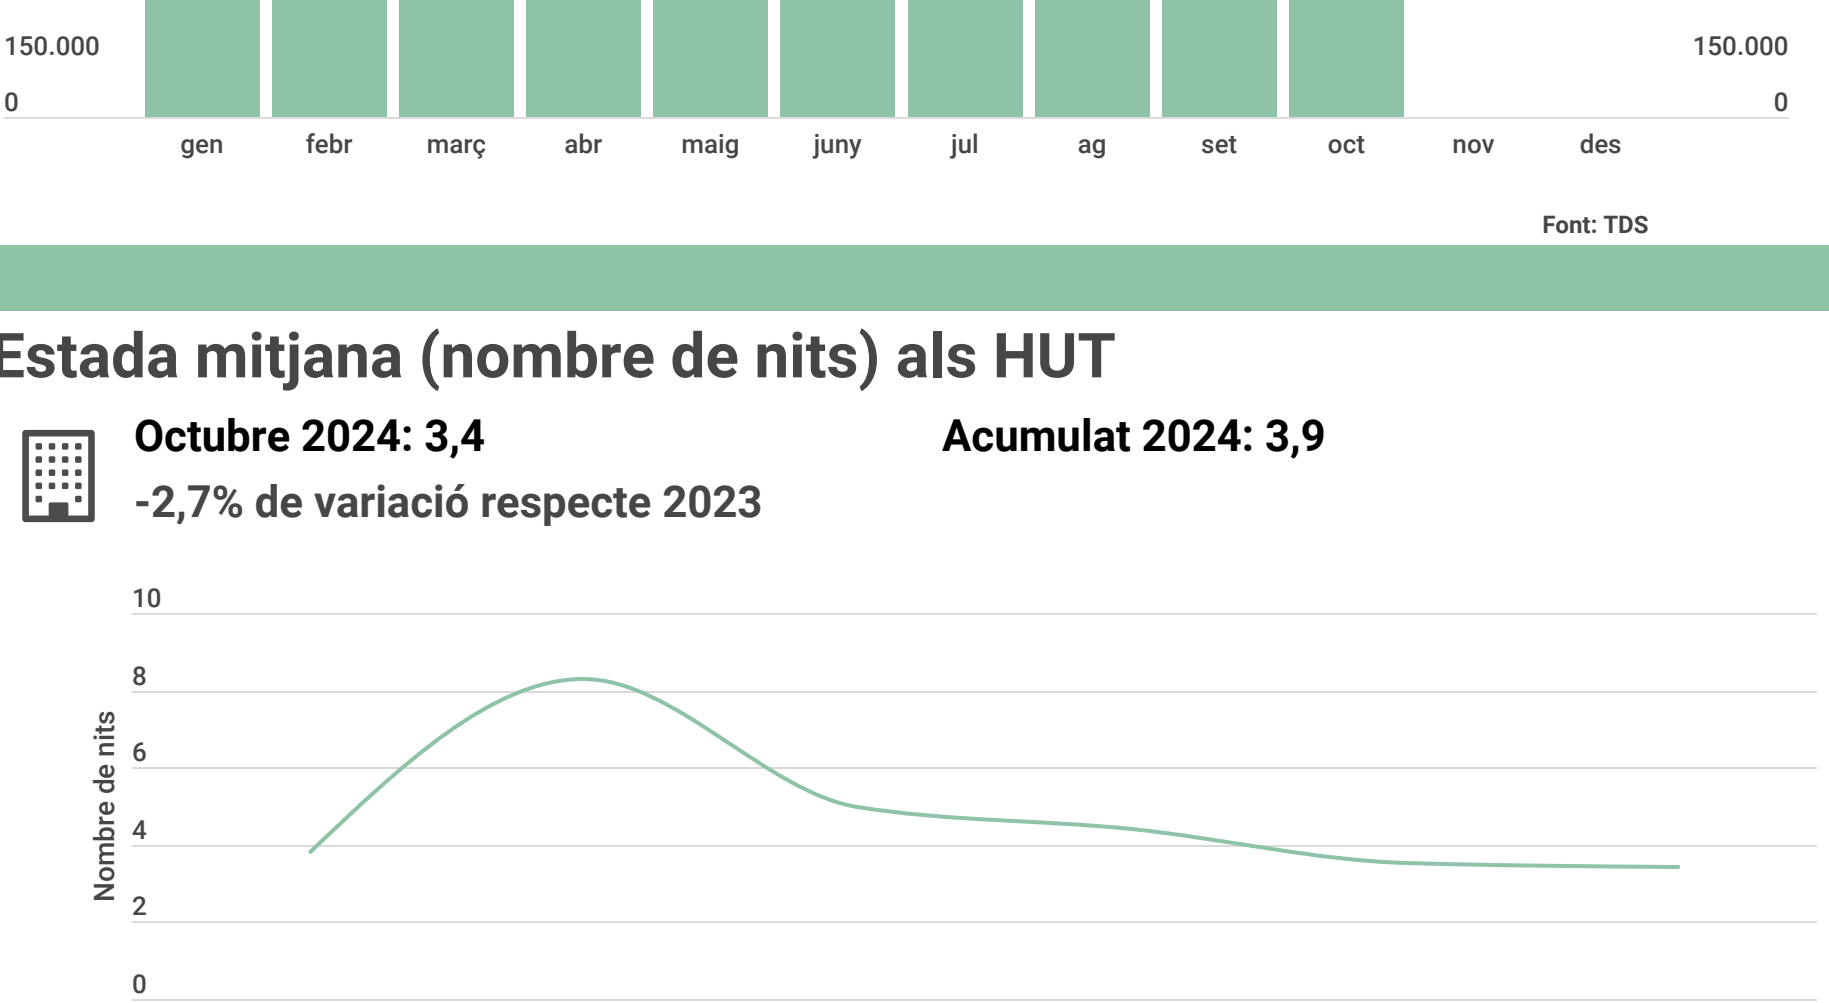 150.000 150.000
0 0
gen febr març abr maig juny jul ag set oct nov des
Font: TDS
Estada mitjana (nombre de nits) als HUT
Octubre 2024: 3,4 Acumulat 2024: 3,9
-2,7% de variació respecte 2023
10
8
6
4
2
0
Nombre de nits